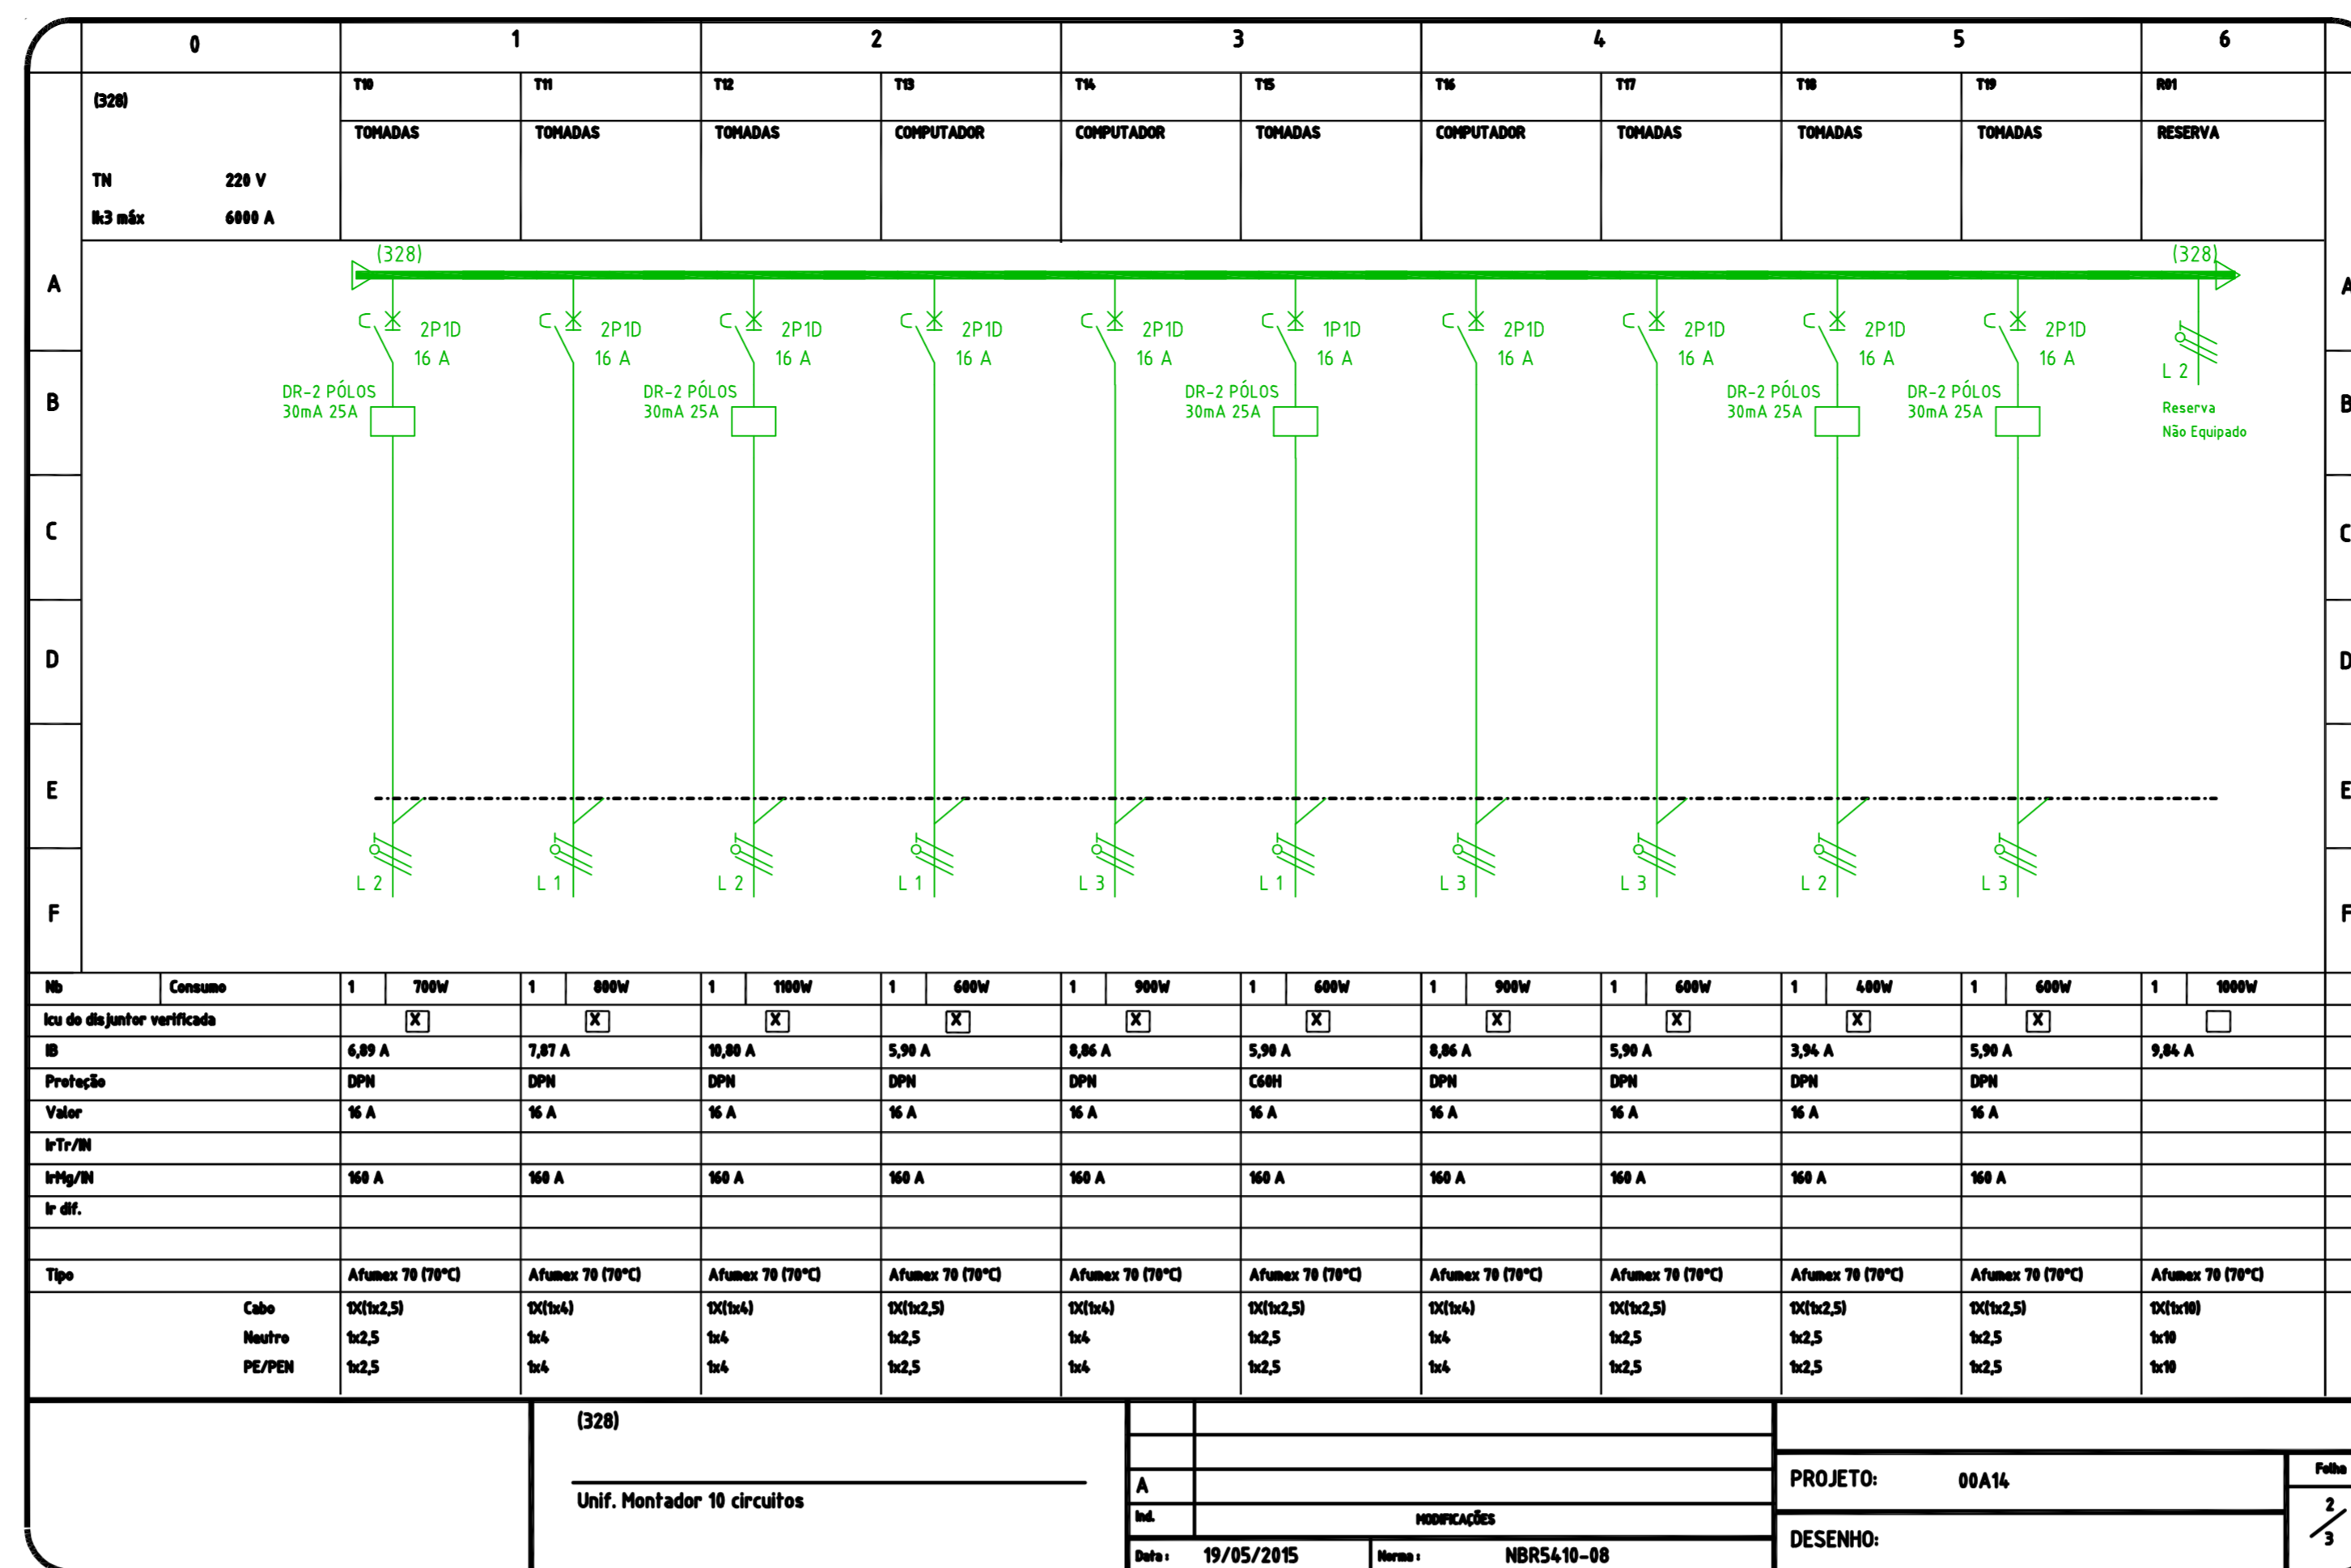 0 1 2 3 4 5 6
(328) T10 T11 T12 T13 T14 T15 T16 T17 T18 T19 R01
TOMADAS TOMADAS TOMADAS COMPUTADOR COMPUTADOR TOMADAS COMPUTADOR TOMADAS TOMADAS TOMADAS RESERVA
TN 220 V
Ik3 máx 6000 A
(328) (328)
A A
C 2P1D C 2P1D C 2P1D C 2P1D C 2P1D C 1P1D C 2P1D C 2P1D C 2P1D C 2P1D
16 A 16 A 16 A 16 A 16 A 16 A 16 A 16 A 16 A 16 A
L 2
DR-2 PÓLOS DR-2 PÓLOS DR-2 PÓLOS DR-2 PÓLOS DR-2 PÓLOS
B B
30mA 25A 30mA 25A 30mA 25A 30mA 25A 30mA 25A Reserva
Não Equipado
C C
D D
E E
L 2 L 1 L 2 L 1 L 3 L 1 L 3 L 3 L 2 L 3
F F
Nb Consumo 1 700W 1 800W 1 1100W 1 600W 1 900W 1 600W 1 900W 1 600W 1 400W 1 600W 1 1000W
Icu do disjuntor verificada X X X X X X X X X X
IB 6,89 A 7,87 A 10,80 A 5,90 A 8,86 A 5,90 A 8,86 A 5,90 A 3,94 A 5,90 A 9,84 A
Proteção DPN DPN DPN DPN DPN C60H DPN DPN DPN DPN
Valor 16 A 16 A 16 A 16 A 16 A 16 A 16 A 16 A 16 A 16 A
IrTr/IN
IrMg/IN 160 A 160 A 160 A 160 A 160 A 160 A 160 A 160 A 160 A 160 A
Ir dif.
Tipo Afumex 70 (70°C) Afumex 70 (70°C) Afumex 70 (70°C) Afumex 70 (70°C) Afumex 70 (70°C) Afumex 70 (70°C) Afumex 70 (70°C) Afumex 70 (70°C) Afumex 70 (70°C) Afumex 70 (70°C) Afumex 70 (70°C)
Cabo 1X(1x2,5) 1X(1x4) 1X(1x4) 1X(1x2,5) 1X(1x4) 1X(1x2,5) 1X(1x4) 1X(1x2,5) 1X(1x2,5) 1X(1x2,5) 1X(1x10)
Neutro 1x2,5 1x4 1x4 1x2,5 1x4 1x2,5 1x4 1x2,5 1x2,5 1x2,5 1x10
PE/PEN 1x2,5 1x4 1x4 1x2,5 1x4 1x2,5 1x4 1x2,5 1x2,5 1x2,5 1x10
(328)
Unif. Montador 10 circuitos
A
Ind. MODIFICAÇÕES
Data : 19/05/2015 Norma : NBR5410-08
PROJETO: 00A14
DESENHO:
Folha
2/3